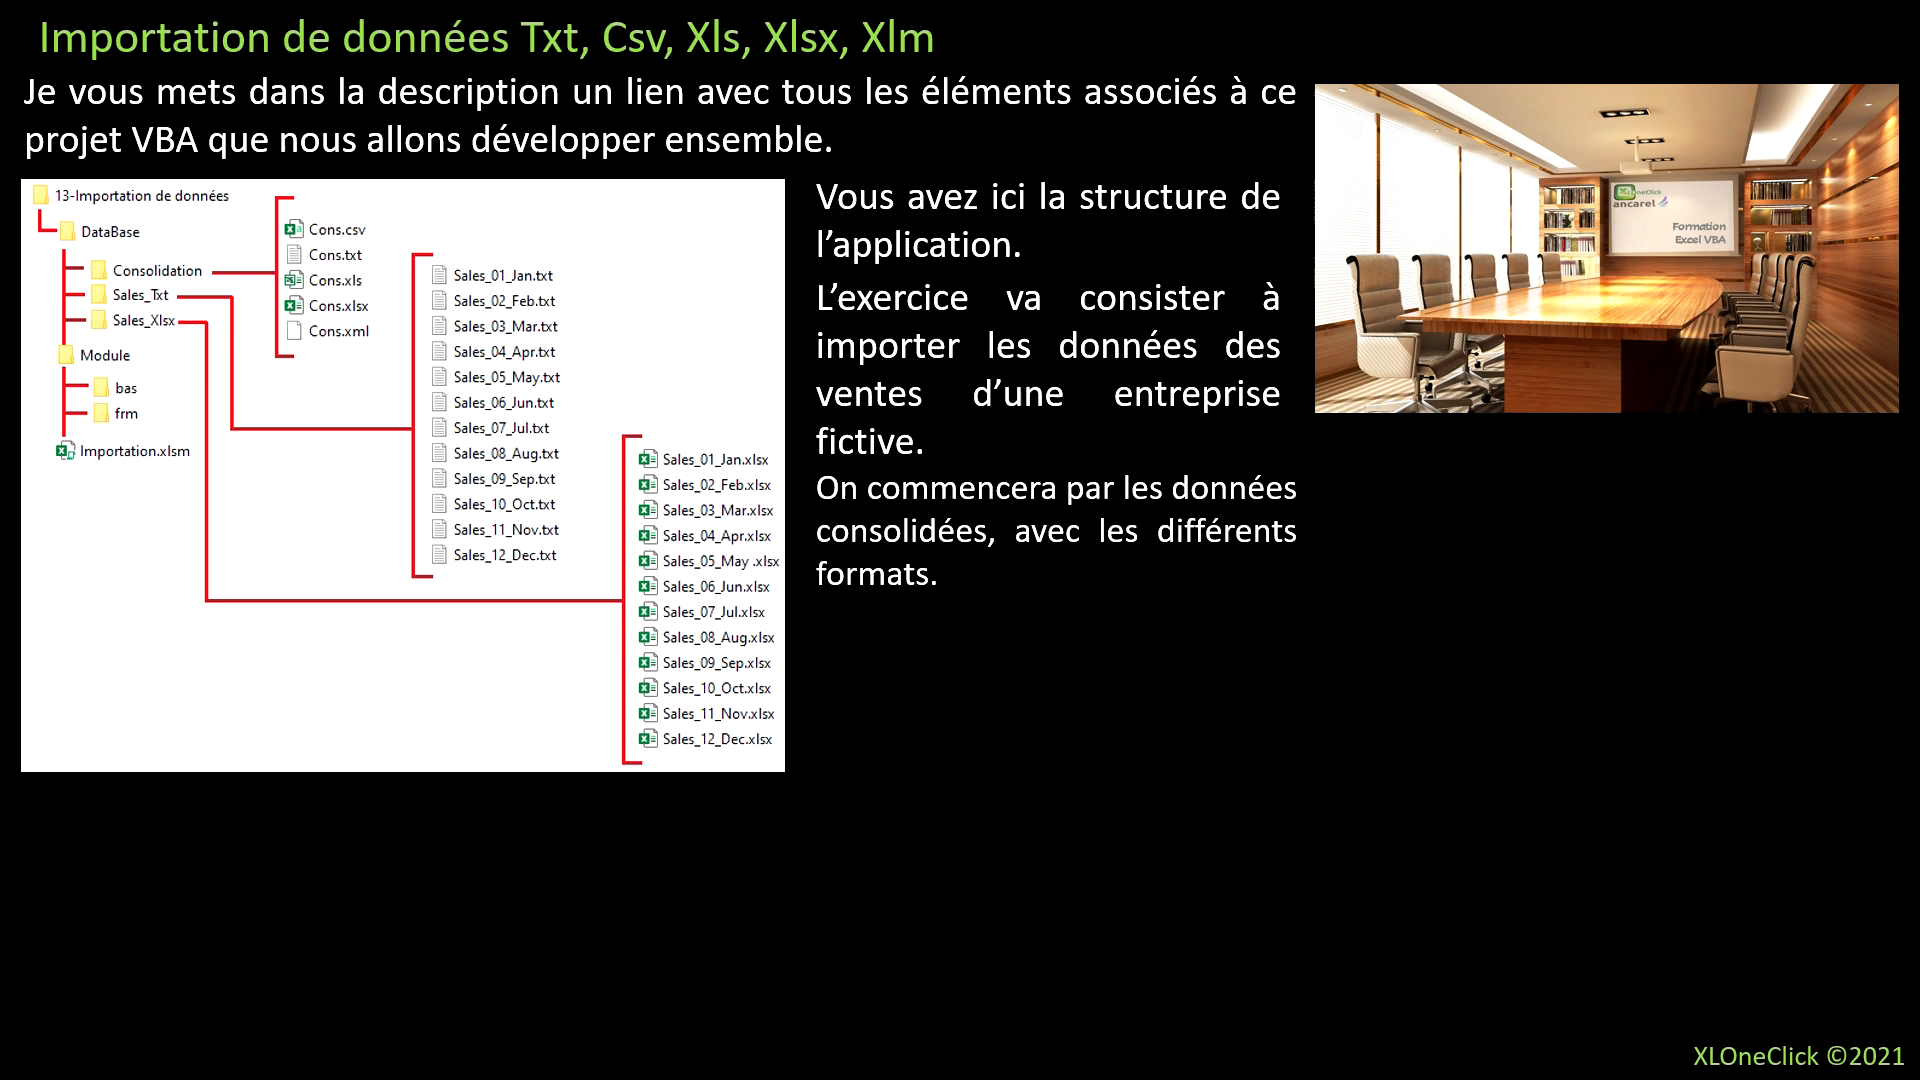 Importation de données Txt, Csv, Xls, Xlsx, Xlm
Je vous mets dans la description un lien avec tous les éléments associés à ce
projet VBA que nous allons développer ensemble.
13-Importation de données
DataBase
Consolidation
Sales_Txt
Sales_Xlsx
Module
bas
frm
Importation.xlsm
Cons.csv
Cons.txt
Cons.xls
Cons.xlsx
Cons.xml
Sales_01_Jan.txt
Sales_02_Feb.txt
Sales_03_Mar.txt
Sales_04_Apr.txt
Sales_05_May.txt
Sales_06_Jun.txt
Sales_07_Jul.txt
Sales_08_Aug.txt
Sales_09_Sep.txt
Sales_10_Oct.txt
Sales_11_Nov.txt
Sales_12_Dec.txt
Sales_01_Jan.xlsx
Sales_02_Feb.xlsx
Sales_03_Mar.xlsx
Sales_04_Apr.xlsx
Sales_05_May .xlsx
Sales_06_Jun.xlsx
Sales_07_Jul.xlsx
Sales_08_Aug.xlsx
Sales_09_Sep.xlsx
Sales_10_Oct.xlsx
Sales_11_Nov.xlsx
Sales_12_Dec.xlsx
Vous avez ici la structure de
l’application.
L’exercice va consister à
importer les données des
ventes d’une entreprise
fictive.
On commencera par les données
consolidées, avec les différents
formats.
XLOneClick
ancarel
Formation
Excel VBA
XLOneClick ©2021